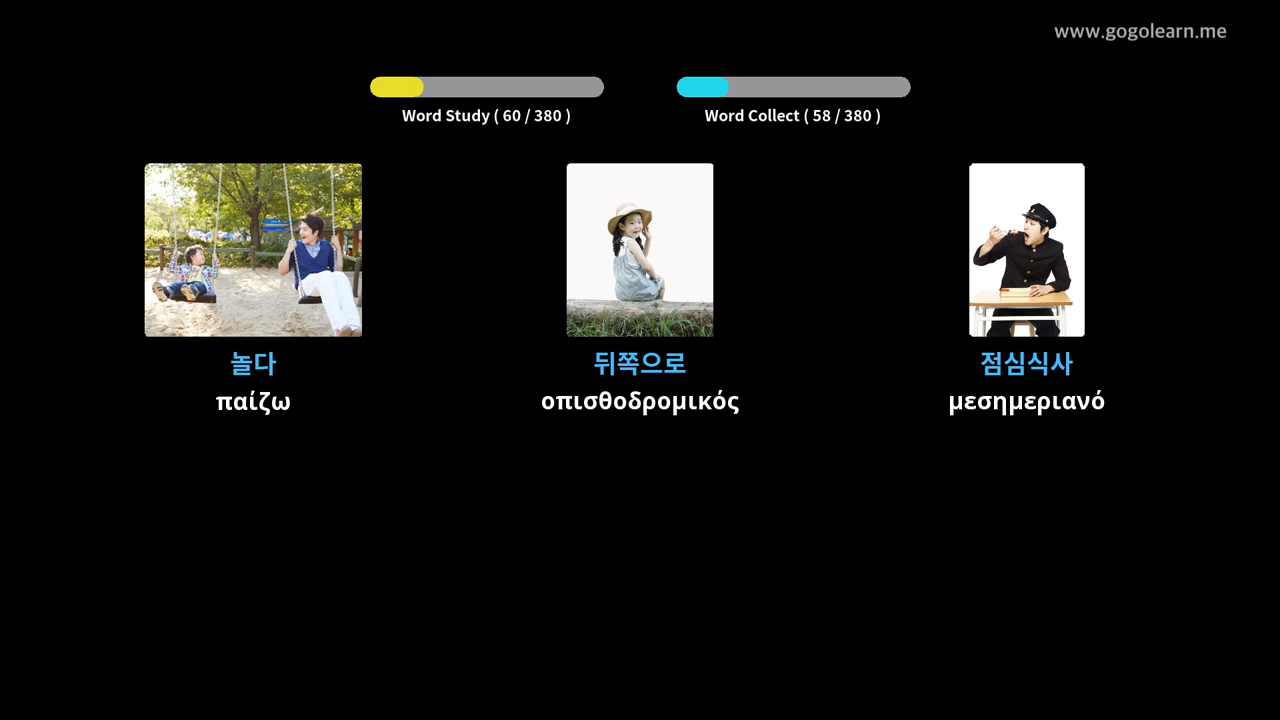 www.gogolearn.me
Word Study ( 60 / 380 )
Word Collect ( 58 / 380 )
놀다
παίζω
뒤쪽으로
οπισθοδρομικός
점심식사
μεσημεριανό